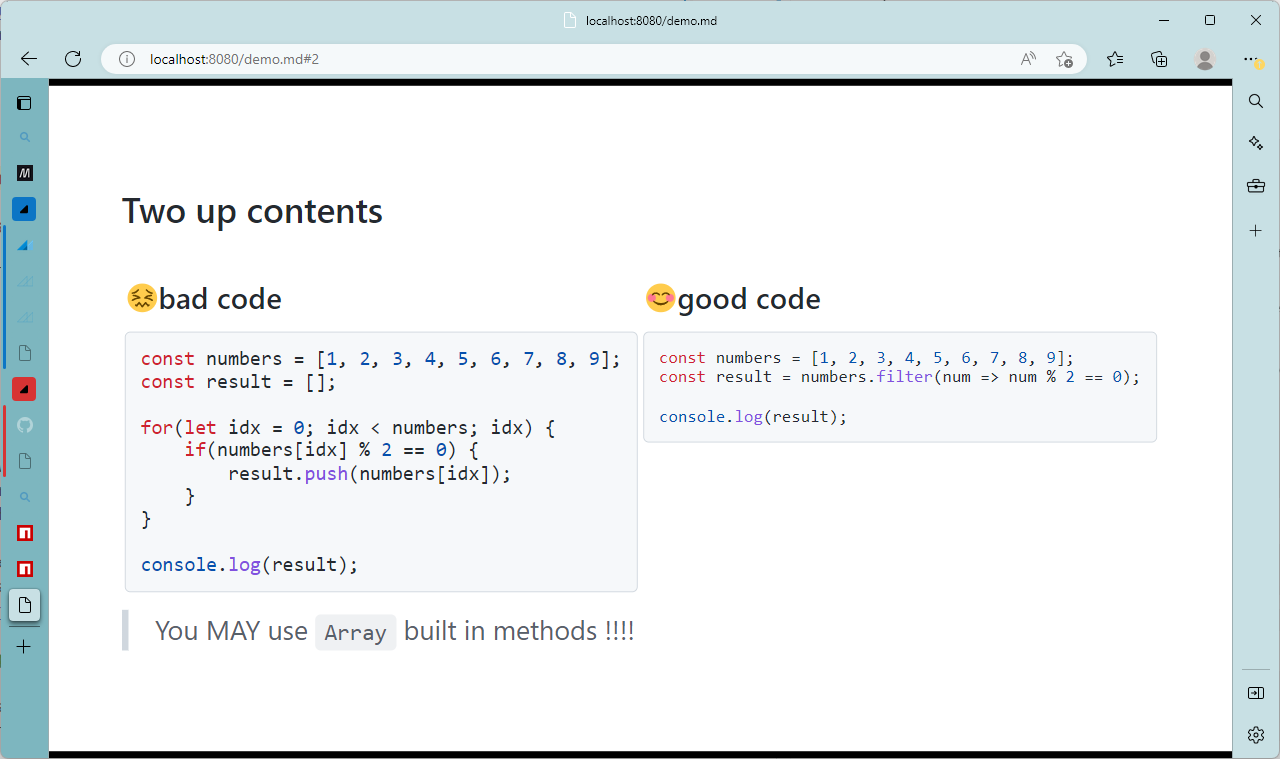 localhost:8080/demo.md
localhost:8080/demo.md#2
Two up contents
😖bad code
const numbers = [1, 2, 3, 4, 5, 6, 7, 8, 9];
const result = [];
for(let idx = 0; idx < numbers; idx) {
    if(numbers[idx] % 2 == 0) {
        result.push(numbers[idx]);
    }
}
console.log(result);
😊good code
const numbers = [1, 2, 3, 4, 5, 6, 7, 8, 9];
const result = numbers.filter(num => num % 2 == 0);
console.log(result);
You MAY use Array built in methods !!!!